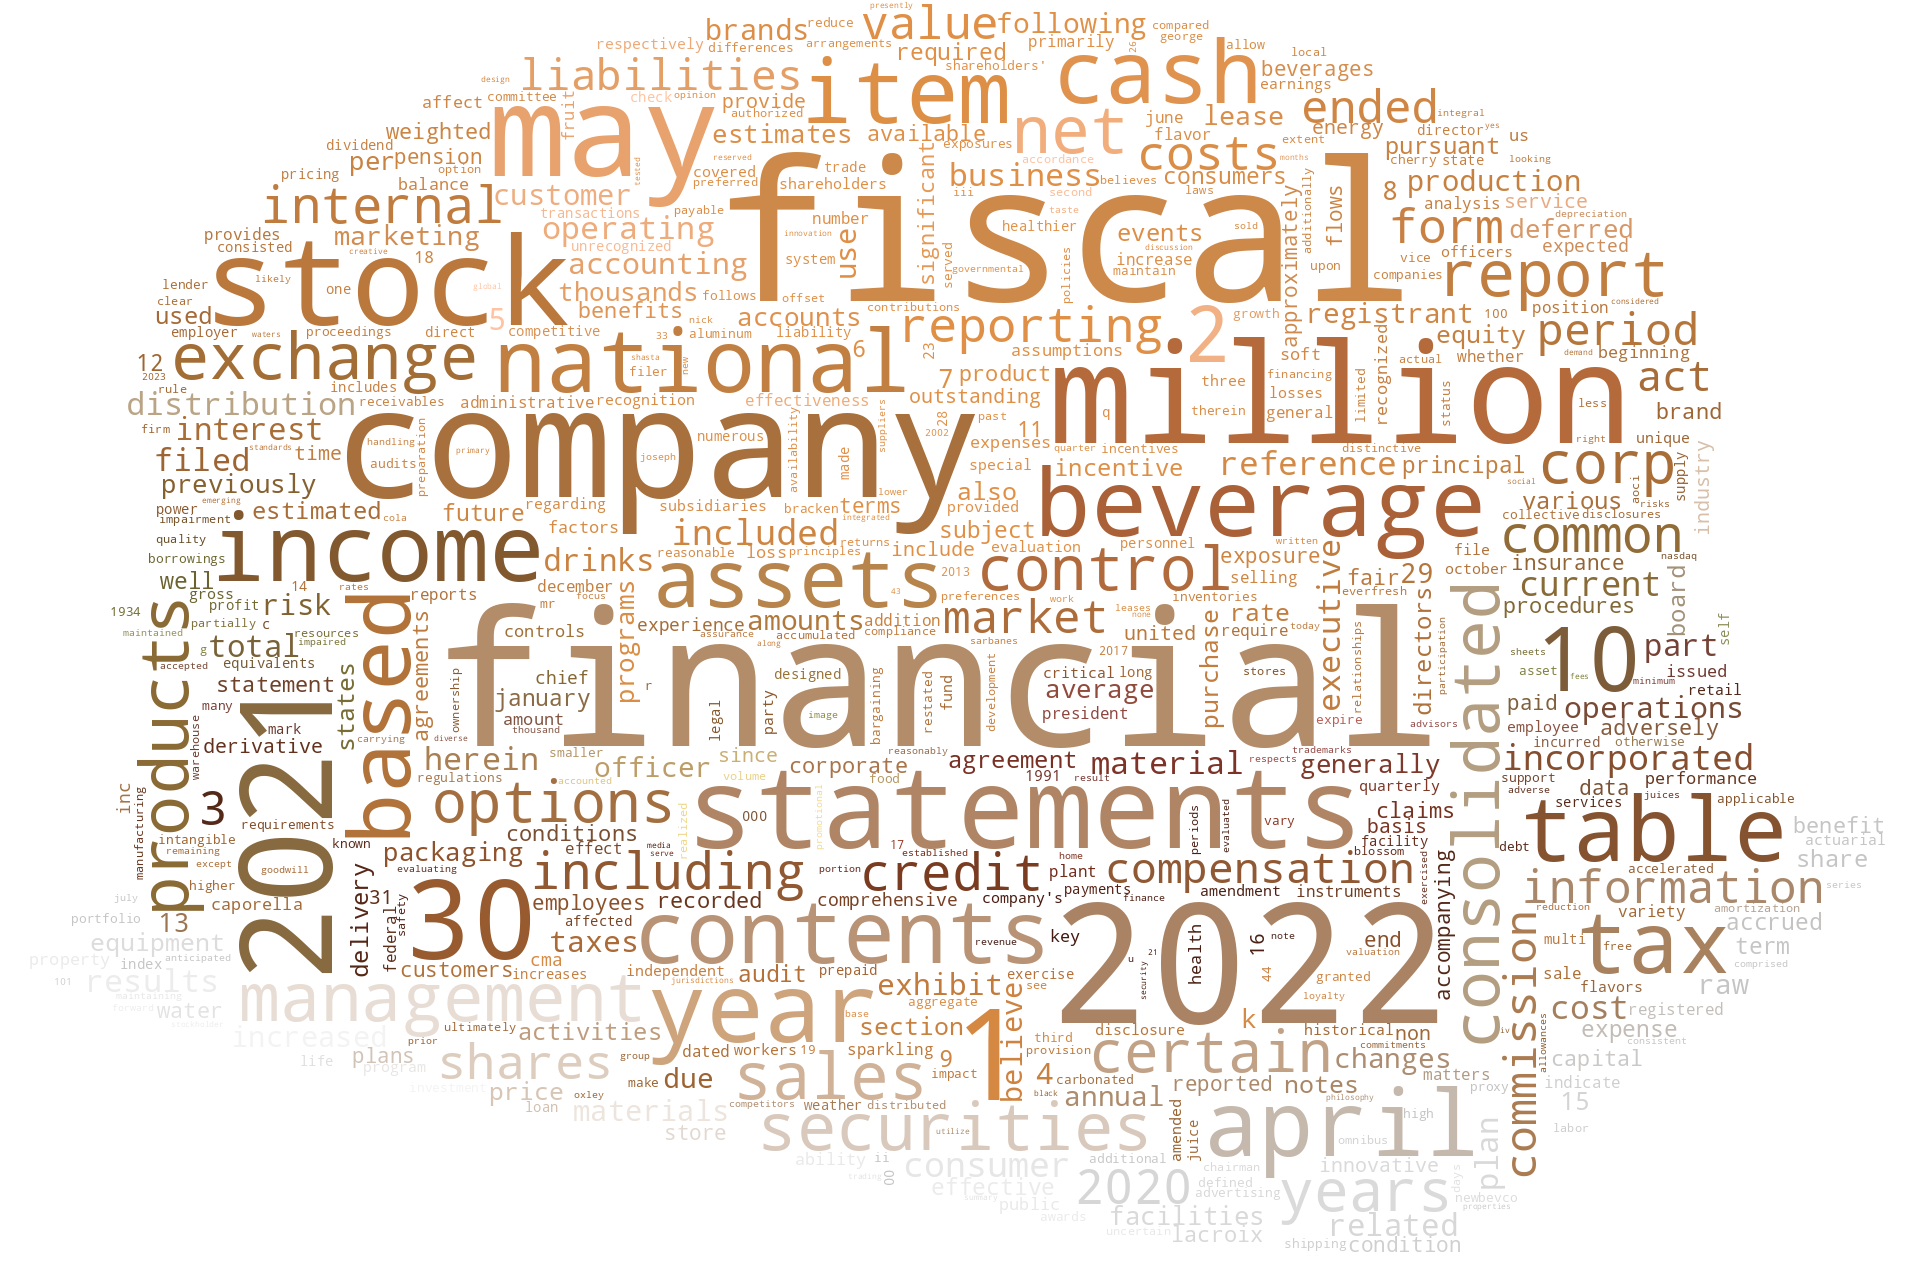 presently
brands reduce value following compared
george
respectively differences arrangements required primarily 26 allow local
liabilities item shareholders' cash beverages
earnings
design
affect committee may check opinion provide
authorized
fruit
net june lease ended integral
weighted estimates available flavor energy director yes us
dividend
per pension reserved exposures accordance costs extent months pursuant looking
option tested covered trade business believes consumers cherry state
pricing balance preferred shareholders iii second laws 8 production
internal customer fiscal significant analysis service
transactions payable number taste additionally form depreciation
provides marketing operating innovation healthier events sold flows deferred
consisted unrecognized use increase discussion approximately officers expected
stock creative 18 accounting system served governmental maintain policies upon vice report
lender likely one global thousands follows offset companies position considered
clear used 5 benefits contributions growth registrant 100
employer waters proceedings direct competitive nick accounts reporting 2 equity period
12 exchange national 33 aluminum liability 6 23 assumptions soft recognized actual whether demand beginning
2023 rule includes shasta filer new 7 product three financing act
distribution receivables administrative recognition effectiveness outstanding million losses limited status less
firm interest handling company numerous 28 past q therein general brand
standards time audits preparation primary joseph availability made suppliers 2002 11 expenses quarter incentives distinctive right unique
filed special incentive reference principal corp supply industry
previously regarding subsidiaries lower also social various aoci risks
emerging
power estimated cola future factors bracken terms integrated provided beverage collective disclosures
impairment included subject written common
quality income drinks reasonable loss principles returns include evaluation personnel exposure executive file nasdaq
borrowings well 14 rates december assets 2013 control selling fair 29 october insurance
gross reports mr focus programs 43 preferences work inventories everfresh current board
1934 profit risk experience amounts addition market leases rate directors procedures
maintained partially c products based agreements controls assurance accumulated compliance sarbanes none united require today participation self
g total resources impaired along 2017 financial consolidated sheets 10 part
accepted equivalents chief designed critical long stores relationships asset fees issued
statement states ownership january r fund restated development average purchase minimum retail
many mark amount image party bargaining president expire advisors paid operations
warehouse derivative carrying diverse thousand legal employee adversely
herein smaller since reasonably agreement 1991 material trademarks respects generally incurred otherwise incorporated
inc regulations accounted officer volume corporate food result quarterly support performance
2021 adverse data juices
manufacturing 3 options realized promotional 000 statements periods evaluated vary claims services table applicable
requirements conditions basis benefit
intangible known packaging effect media serve 17 established home facility blossom debt actuarial
remaining except goodwill evaluating including portion credit plant compensation share
higher delivery 31 30 employees recorded comprehensive company's payments finance amendment instruments exercised accompanying accelerated information series
july caporella federal safety affected contents revenue key 2022 health 16 note end reduction variety amortization
portfolio 13 taxes u 21 multi free tax accrued
equipment index anticipated customers cma independent audit prepaid security valuation term
property increases jurisdictions exhibit exercise see 44 granted sale comprised
101 results management year aggregate loyalty commission flavors raw
maintaining water base believe k cost registered
forward stockholder ultimately activities section 1 disclosure historical non iv expense
increased prior third commitments allowances consistent
life plans program shares group dated workers 19 sparkling 9 provision certain changes capital
investment price make due sales impact 4 carbonated reported notes matters proxy indicate
loan oxley competitors weather distributed black annual philosophy high 15
materials securities amended april labor
store utilize juice omnibus plan
ability ii additional chairman innovative
trading consumer 00 defined days
effective summary public 2020 advertising years newbevco
properties
awards uncertain facilities related
lacroix shipping condition